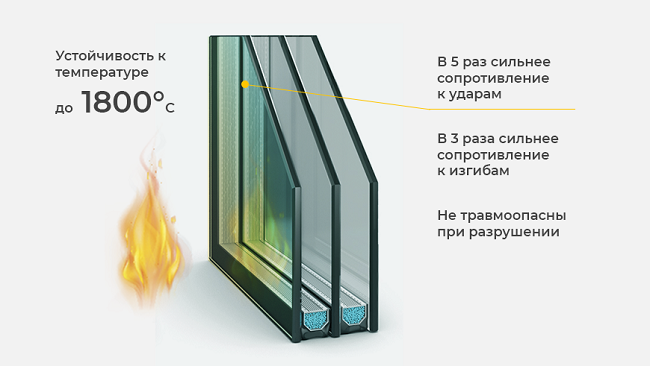 Устойчивость к
температуре
до 1800°С
В 5 раз сильнее
сопротивление
к ударам
В 3 раза сильнее
сопротивление
к изгибам
Не травмоопасны
при разрушении